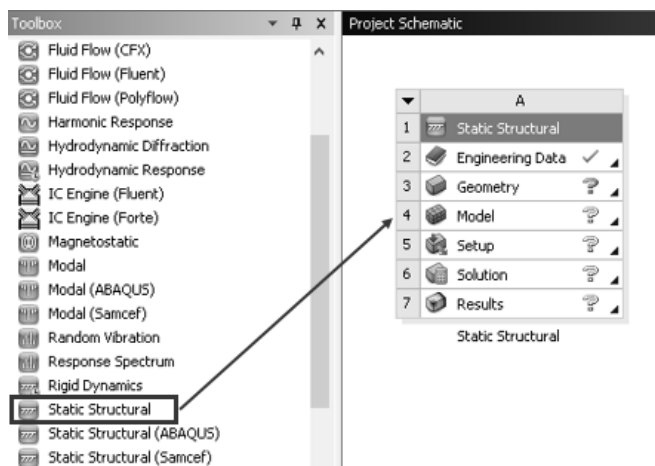 Toolbox
Fluid Flow (CFX)
Fluid Flow (Fluent)
Fluid Flow (Polyflow)
Harmonic Response
Hydrodynamic Diffraction
Hydrodynamic Response
IC Engine (Fluent)
IC Engine (Forte)
Magnetostatic
Modal
Modal (ABAQUS)
Modal (Samcef)
Random Vibration
Response Spectrum
Rigid Dynamics
Static Structural
Static Structural (ABAQUS)
Static Structural (Samcef)
Project Schematic
A
1 Static Structural
2 Engineering Data
3 Geometry
4 Model
5 Setup
6 Solution
7 Results
Static Structural